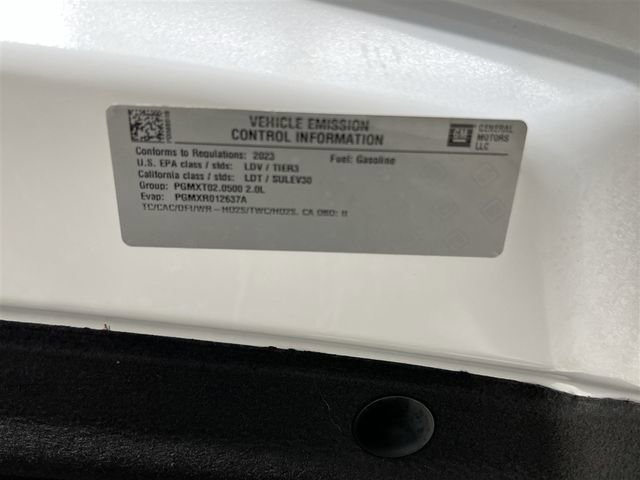 VEHICLE EMISSION
CONTROL INFORMATION
GM
GENERAL
MOTORS
LLC
Conforms to Regulations: 2023
Fuel: Gasoline
U.S. EPA class / stds: LDV / TIER3
California class / stds: LDT / SULEV30
Group: PGMXT02.0500 2.0L
Evap: PGMXR012637A
TC/CAC/DFI/WR-HO2S/TWC/HO2S, CA OBD: II